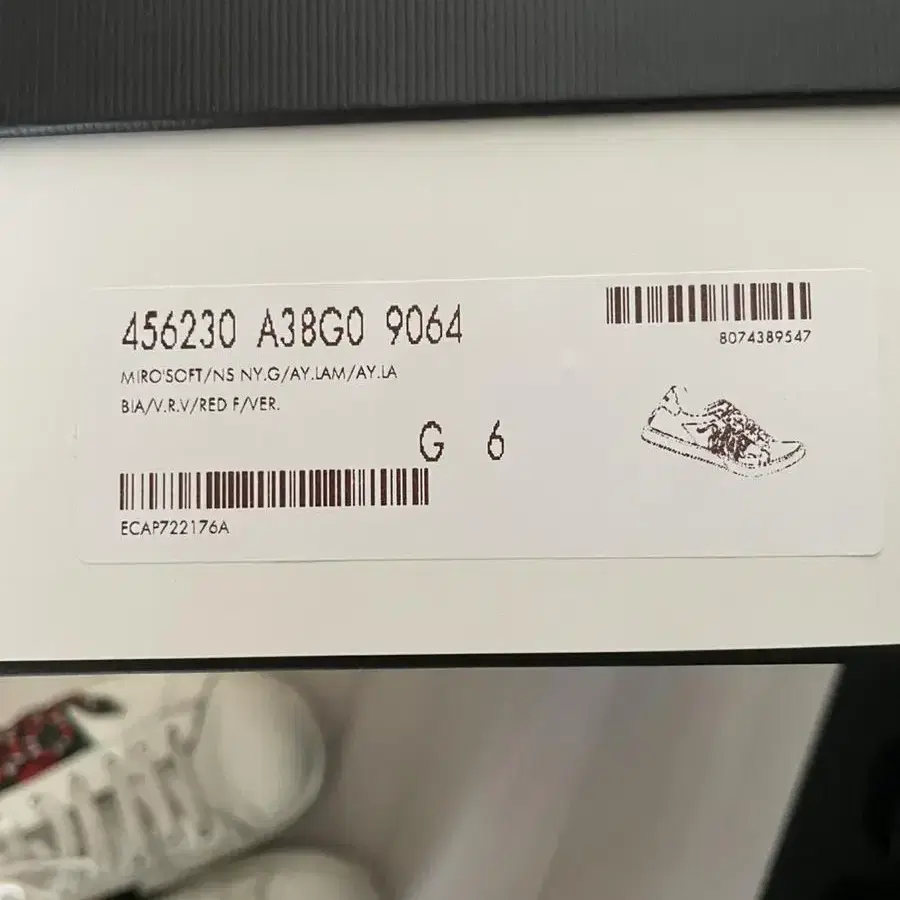 456230 A38G0 9064
8074389547
MIRO'SOFT/NS NY.G/AY.LAM/AY.LA
BIA/V.R.V/RED F/VER.
G 6
ECAP722176A